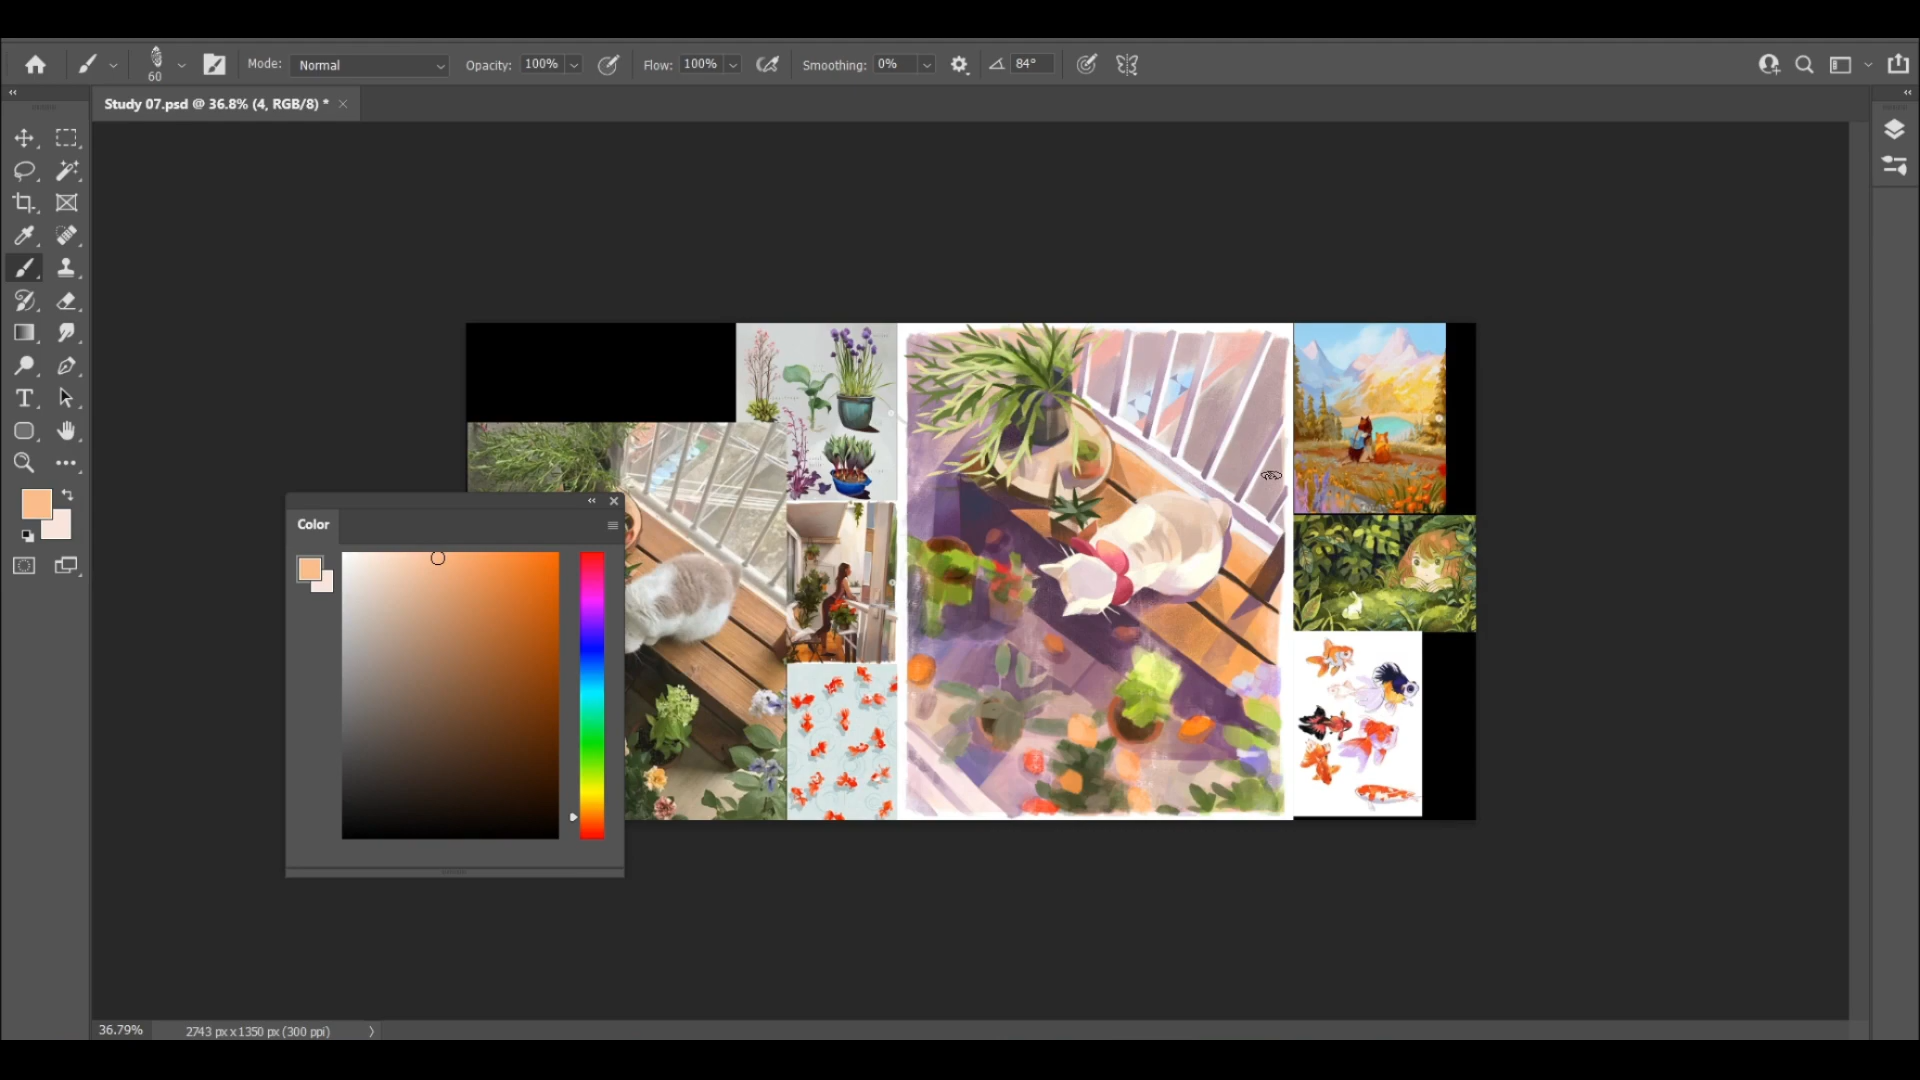 Mode: Normal Opacity: 100% Flow: 100% Smoothing: 0% 84°
60
Study 07.psd @ 36.8% (4, RGB/8) *
Color
36.79% 2743 px x 1350 px (300 ppi)